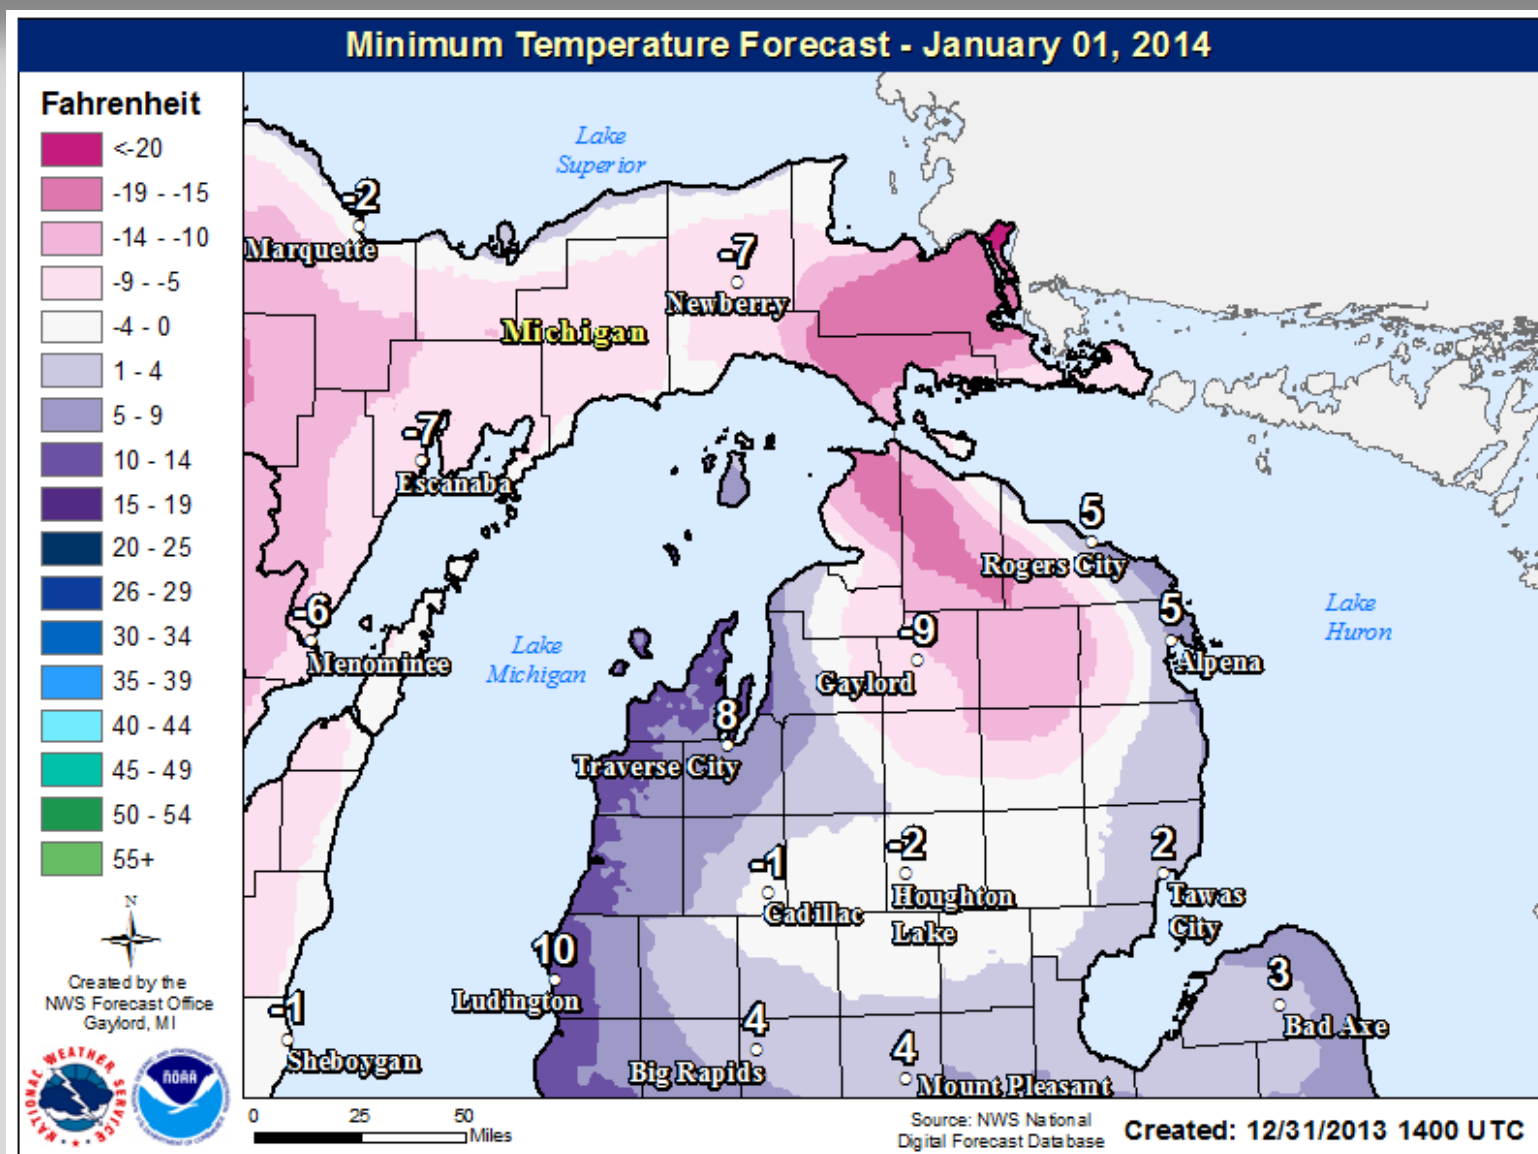 Minimum Temperature Forecast - January 01, 2014
Fahrenheit
<-20
-19 - -15
-14 - -10
-9 - -5
-4 - 0
1 - 4
5 - 9
10 - 14
15 - 19
20 - 25
26 - 29
30 - 34
35 - 39
40 - 44
45 - 49
50 - 54
55+
N
Created by the
NWS Forecast Office
Gaylord, MI
NATIONAL WEATHER SERVICE
NOAA
Lake
Superior
-2
Marquette
-7
Newberry
Michigan
-7
Escanaba
-6
Menominee
Lake
Michigan
5
Rogers City
5
Alpena
Lake
Huron
-9
Gaylord
8
Traverse City
-1
Cadillac
-2
Houghton
Lake
2
Tawas
City
10
Ludington
3
Bad Axe
-1
Sheboygan
4
Big Rapids
4
Mount Pleasant
0 25 50
Miles
Source: NWS National
Digital Forecast Database
Created: 12/31/2013 1400 UTC